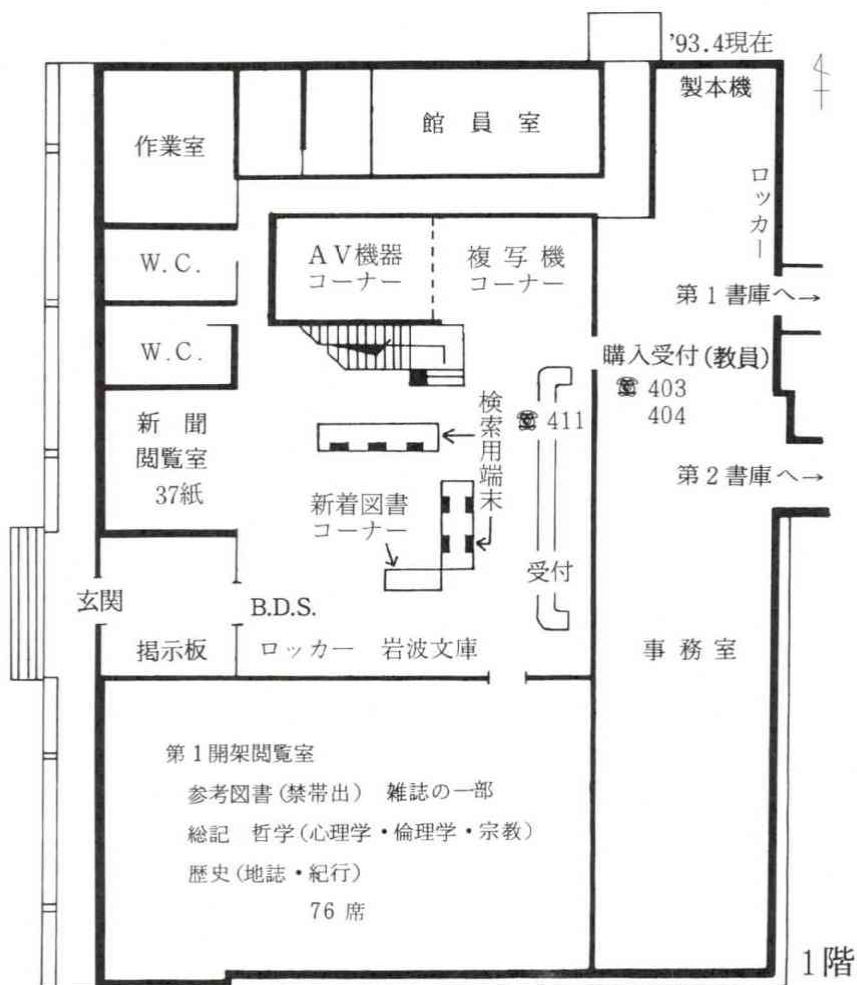 '93.4現在
製本機
館員室
作業室
ロッカー
AV機器
コーナー
複写機
コーナー
W.C.
第1書庫へ→
W.C.
購入受付(教員)
☎ 403
404
☎ 411
検索用端末
新聞
閲覧室
37紙
第2書庫へ→
新着図書
コーナー
受付
玄関
B.D.S.
掲示板
ロッカー 岩波文庫
事務室
第1開架閲覧室
参考図書(禁帯出) 雑誌の一部
総記 哲学(心理学・倫理学・宗教)
歴史(地誌・紀行)
76席
1階